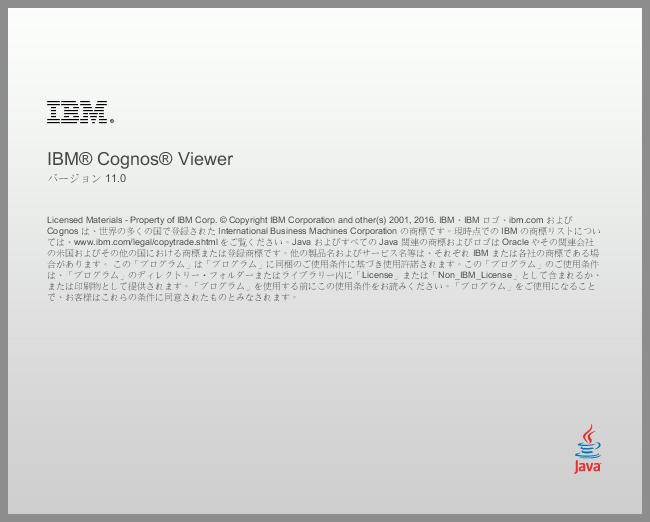 IBM®
IBM® Cognos® Viewer
バージョン 11.0
Licensed Materials - Property of IBM Corp. © Copyright IBM Corporation and other(s) 2001, 2016. IBM、IBM ロゴ、ibm.com および
Cognos は、世界の多くの国で登録された International Business Machines Corporation の商標です。現時点での IBM の商標リストについ
ては、www.ibm.com/legal/copytrade.shtml をご覧ください。Java およびすべての Java 関連の商標およびロゴは Oracle やその関連会社
の米国およびその他の国における商標または登録商標です。他の製品名およびサービス名等は、それぞれ IBM または各社の商標である場
合があります。 この「プログラム」は「プログラム」に同梱のご使用条件に基づき使用許諾されます。この「プログラム」のご使用条件
は、「プログラム」のディレクトリー・フォルダーまたはライブラリー内に「License」または「Non_IBM_License」として含まれるか、
または印刷物として提供されます。「プログラム」を使用する前にこの使用条件をお読みください。「プログラム」をご使用になること
で、お客様はこれらの条件に同意されたものとみなされます。
Java